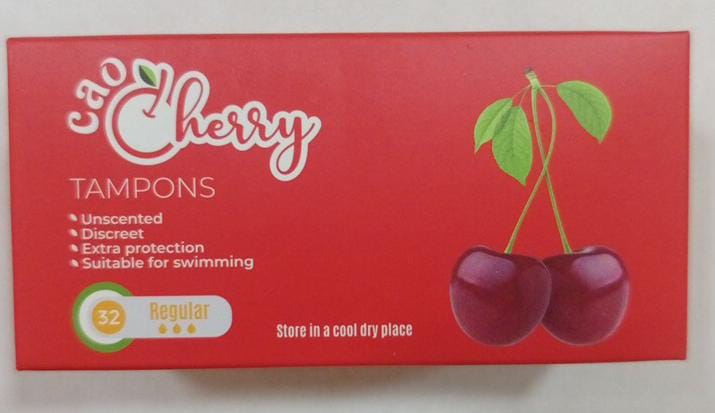 cao Cherry
TAMPONS
Unscented
Discreet
Extra protection
Suitable for swimming
32 Regular
Store in a cool dry place